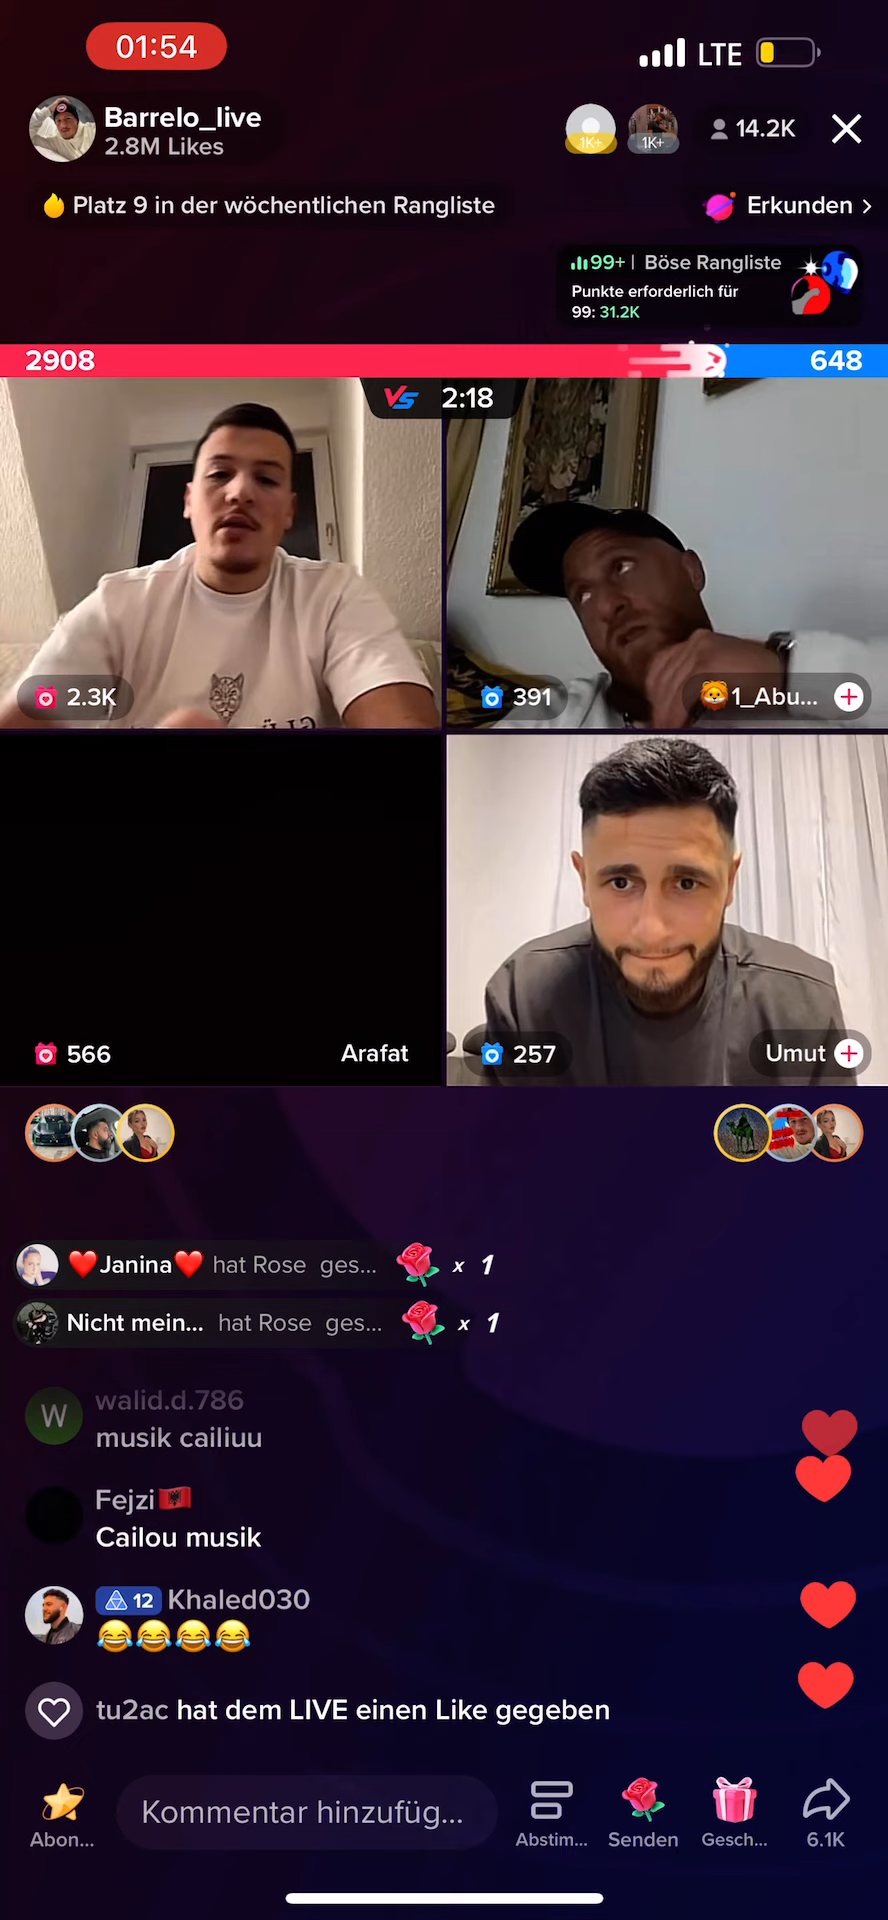 01:54
LTE
Barrelo_live
2.8M Likes
1K+
1K+
14.2K
Platz 9 in der wöchentlichen Rangliste
Erkunden >
99+ | Böse Rangliste
Punkte erforderlich für
99: 31.2K
2908
648
VS 2:18
2.3K
391
🦁1_Abu...
566
Arafat
257
Umut
❤️Janina❤️ hat Rose ges... x 1
Nicht mein... hat Rose ges... x 1
W
walid.d.786
musik cailiuu
Fejzi🇦🇱
Cailou musik
12 Khaled030
😂😂😂😂
tu2ac hat dem LIVE einen Like gegeben
Abon...
Kommentar hinzufüg...
Abstim...
Senden
Gesch...
6.1K